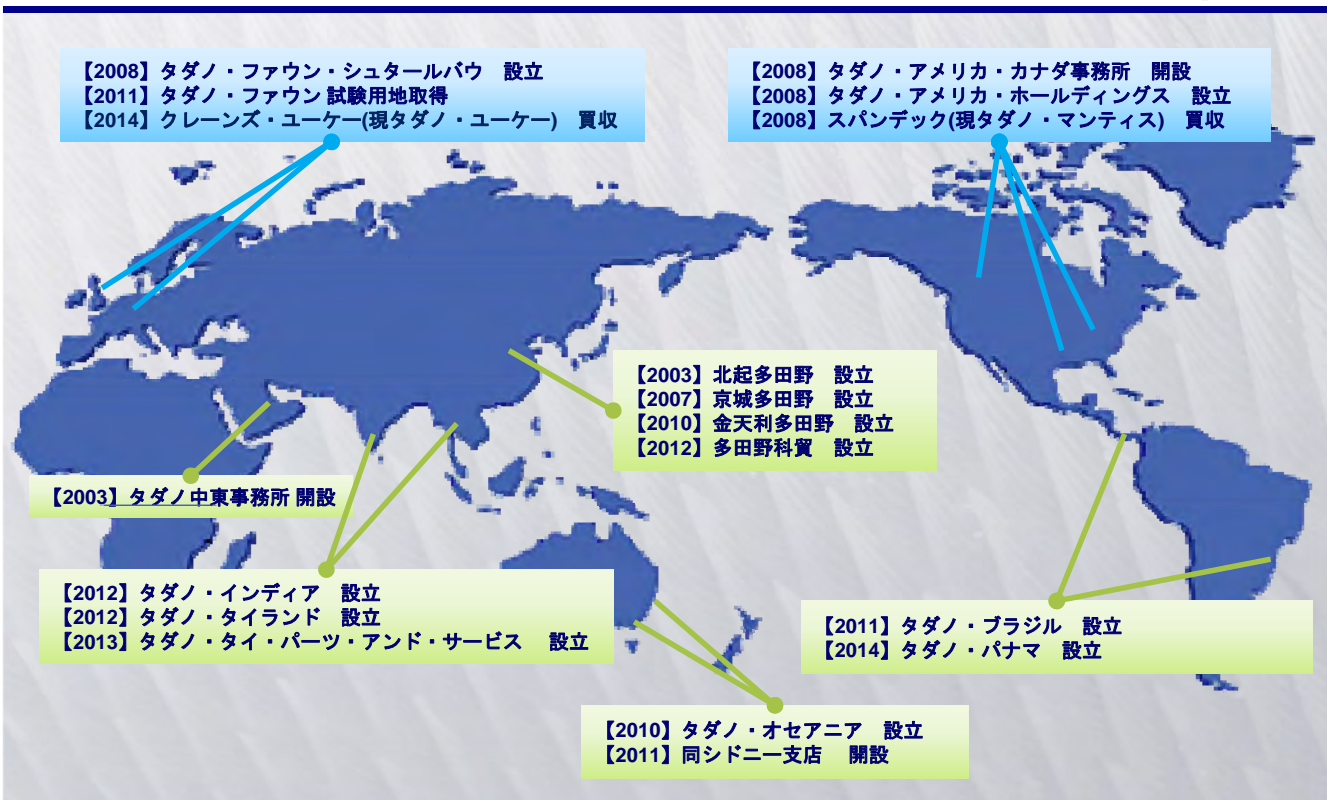 【2008】タダノ・ファウン・シュタールバウ　設立
【2011】タダノ・ファウン 試験用地取得
【2014】クレーンズ・ユーケー(現タダノ・ユーケー)　買収
【2008】タダノ・アメリカ・カナダ事務所　開設
【2008】タダノ・アメリカ・ホールディングス　設立
【2008】スパンデック(現タダノ・マンティス)　買収
【2003】北起多田野　設立
【2007】京城多田野　設立
【2010】金天利多田野　設立
【2012】多田野科貿　設立
【2003】タダノ中東事務所 開設
【2012】タダノ・インディア　設立
【2012】タダノ・タイランド　設立
【2013】タダノ・タイ・パーツ・アンド・サービス　設立
【2011】タダノ・ブラジル　設立
【2014】タダノ・パナマ　設立
【2010】タダノ・オセアニア　設立
【2011】同シドニー支店　開設